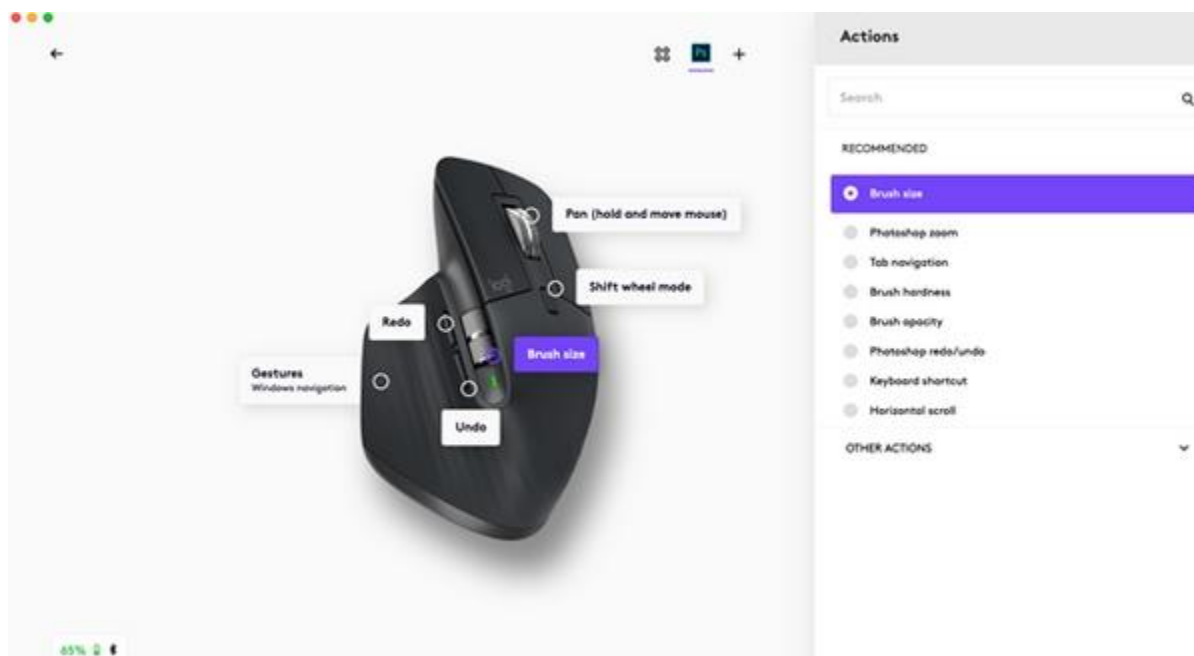 Actions
Ps
Search
RECOMMENDED
Brush size
Pan (hold and move mouse)
Photoshop zoom
Tab navigation
Shift wheel mode
Brush hardness
Redo
Brush opacity
Brush size
Photoshop redo/undo
Gestures
Windows navigation
Keyboard shortcut
Horizontal scroll
Undo
OTHER ACTIONS
logi
65%